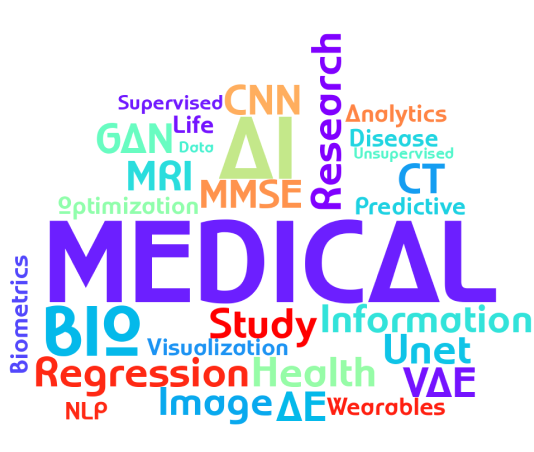 Research
Supervised
CNN
Analytics
Life
GAN
Data
AI
Disease
Unsupervised
MRI
MMSE
CT
Optimization
Predictive
MEDICAL
Biometrics
BIO
Study
Information
Visualization
Unet
Regression
Health
VAE
Image
AE
Wearables
NLP